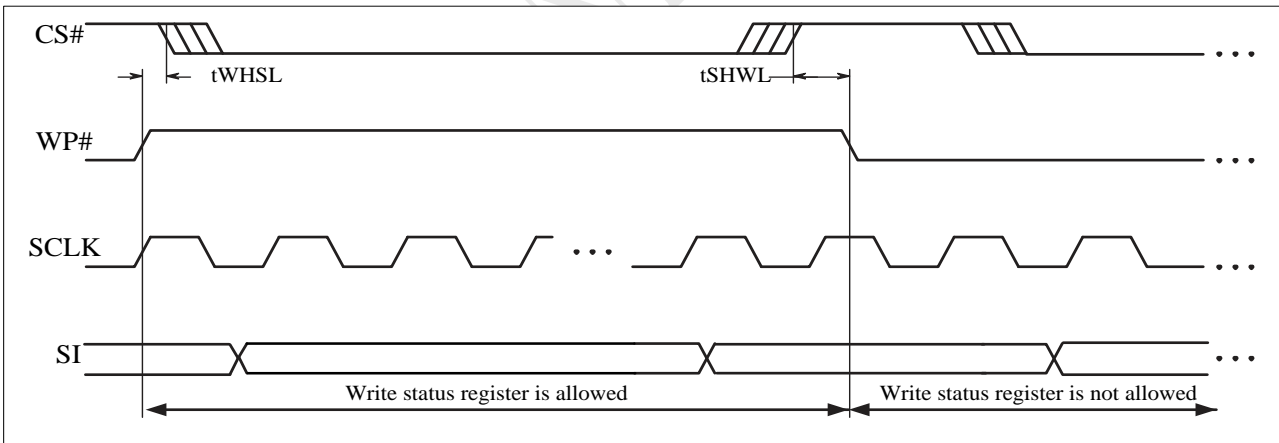 CS#
tWHSL
tSHWL
WP#
SCLK
SI
Write status register is allowed
Write status register is not allowed